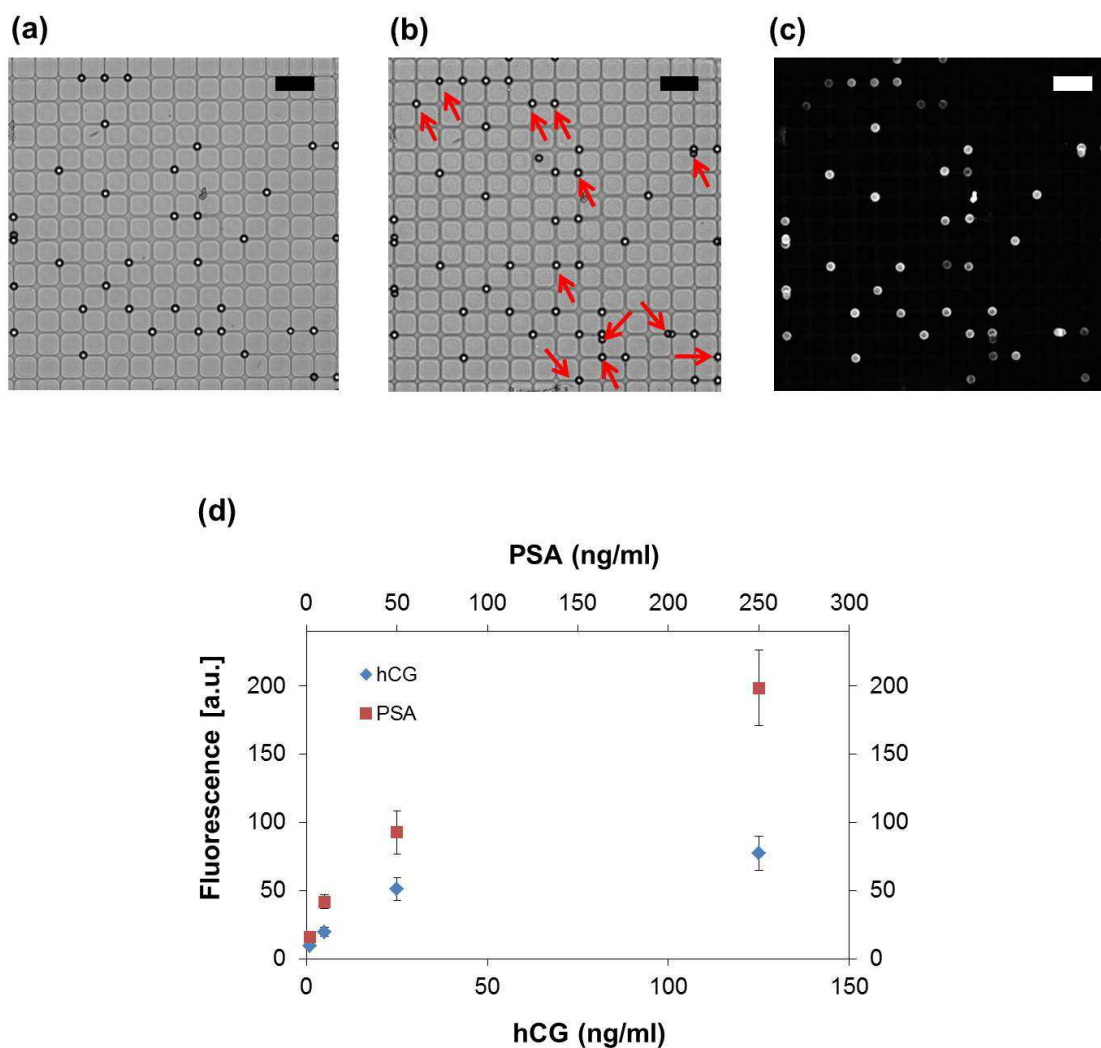 (a) (b) (c)
(d)
PSA (ng/ml)
0 50 100 150 200 250 300
Fluorescence [a.u.]
hCG
PSA
200 200
150 150
100 100
50 50
0 0
0 50 100 150
hCG (ng/ml)